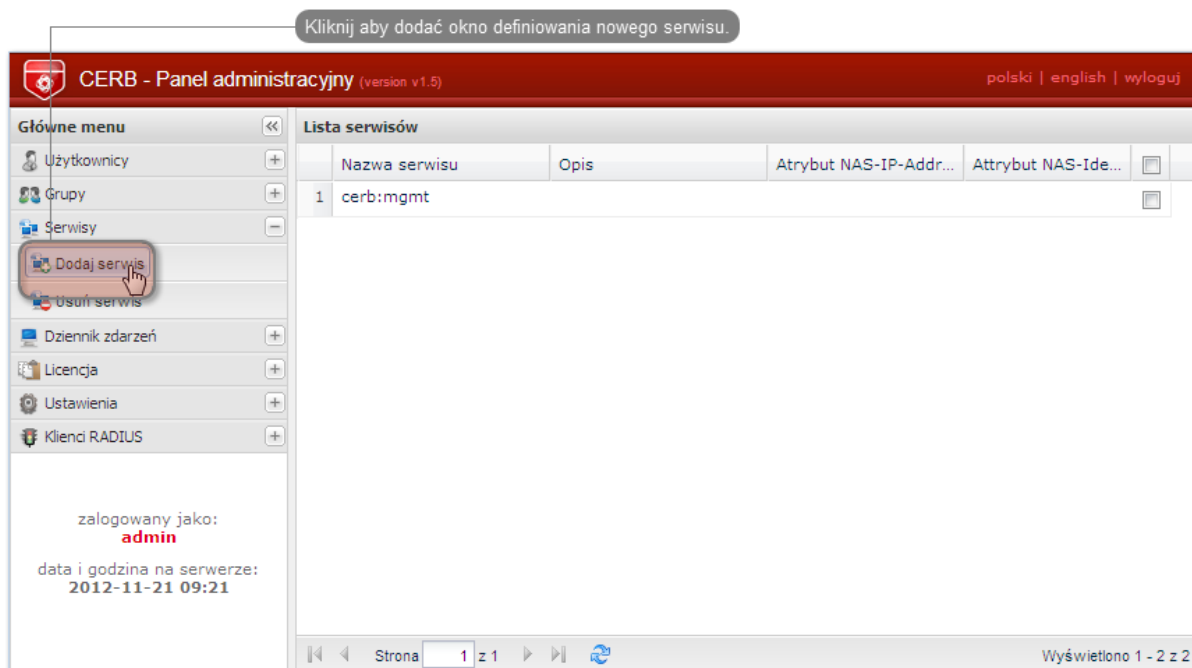 Kliknij aby dodać okno definiowania nowego serwisu.
CERB - Panel administracyjny (version v1.5)
polski | english | wyloguj
Główne menu
Użytkownicy
Grupy
Serwisy
Dodaj serwis
Usuń serwis
Dziennik zdarzeń
Licencja
Ustawienia
Klienci RADIUS
zalogowany jako:
admin
data i godzina na serwerze:
2012-11-21 09:21
Lista serwisów
Nazwa serwisu Opis Atrybut NAS-IP-Addr... Attrybut NAS-Ide...
1 cerb:mgmt
Strona 1 z 1
Wyświetlono 1 - 2 z 2